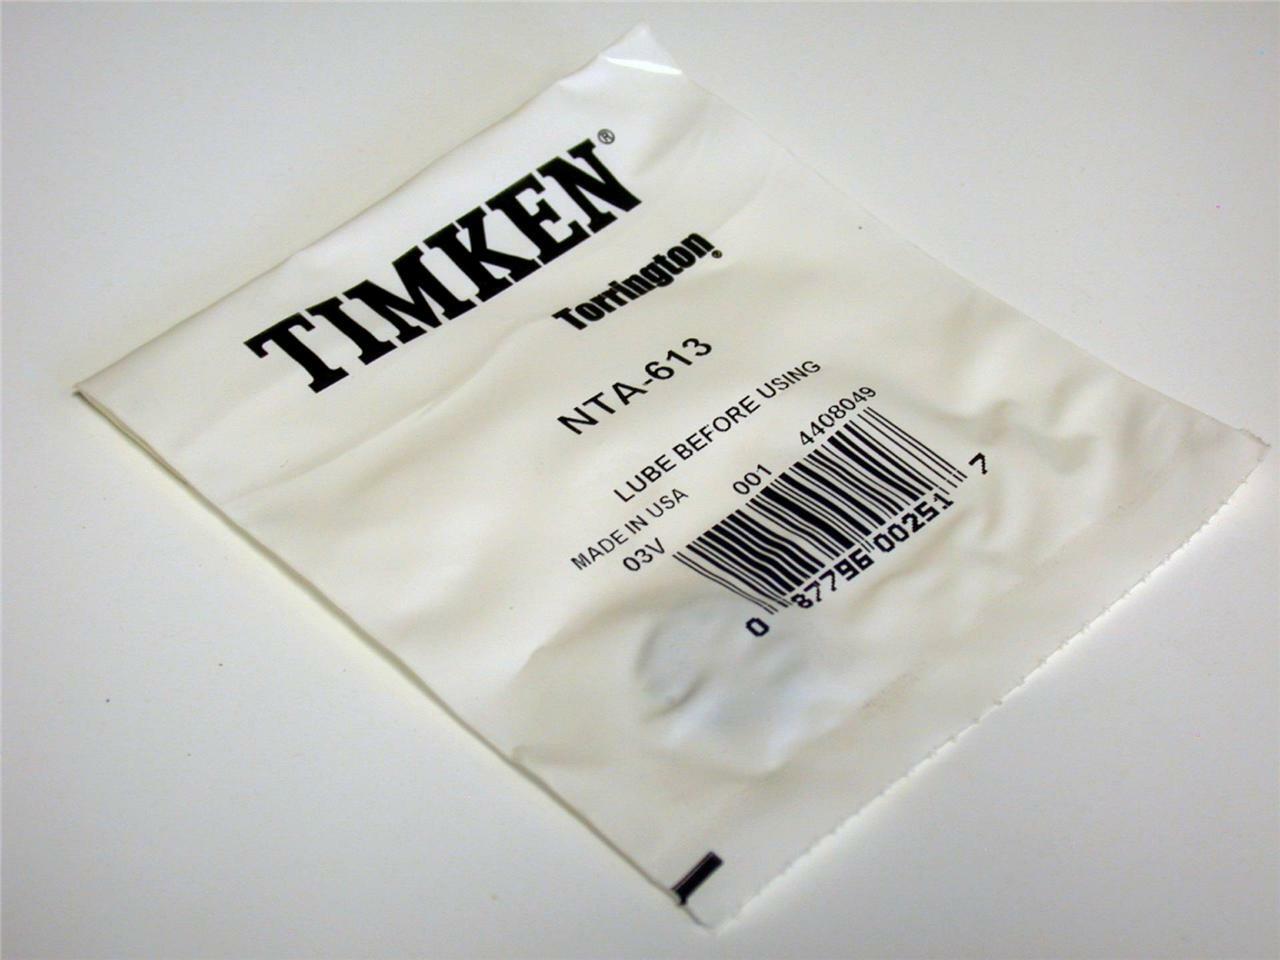 TIMKEN®
Torrington®
NTA-613
LUBE BEFORE USING
MADE IN USA 001 4408049
03V
0 87796 00251 7